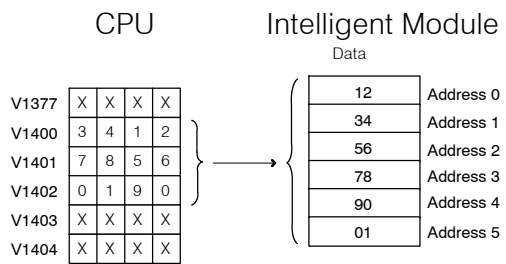 CPU Intelligent Module
Data
V1377 X X X X
V1400 3 4 1 2
V1401 7 8 5 6
V1402 0 1 9 0
V1403 X X X X
V1404 X X X X
12 Address 0
34 Address 1
56 Address 2
78 Address 3
90 Address 4
01 Address 5